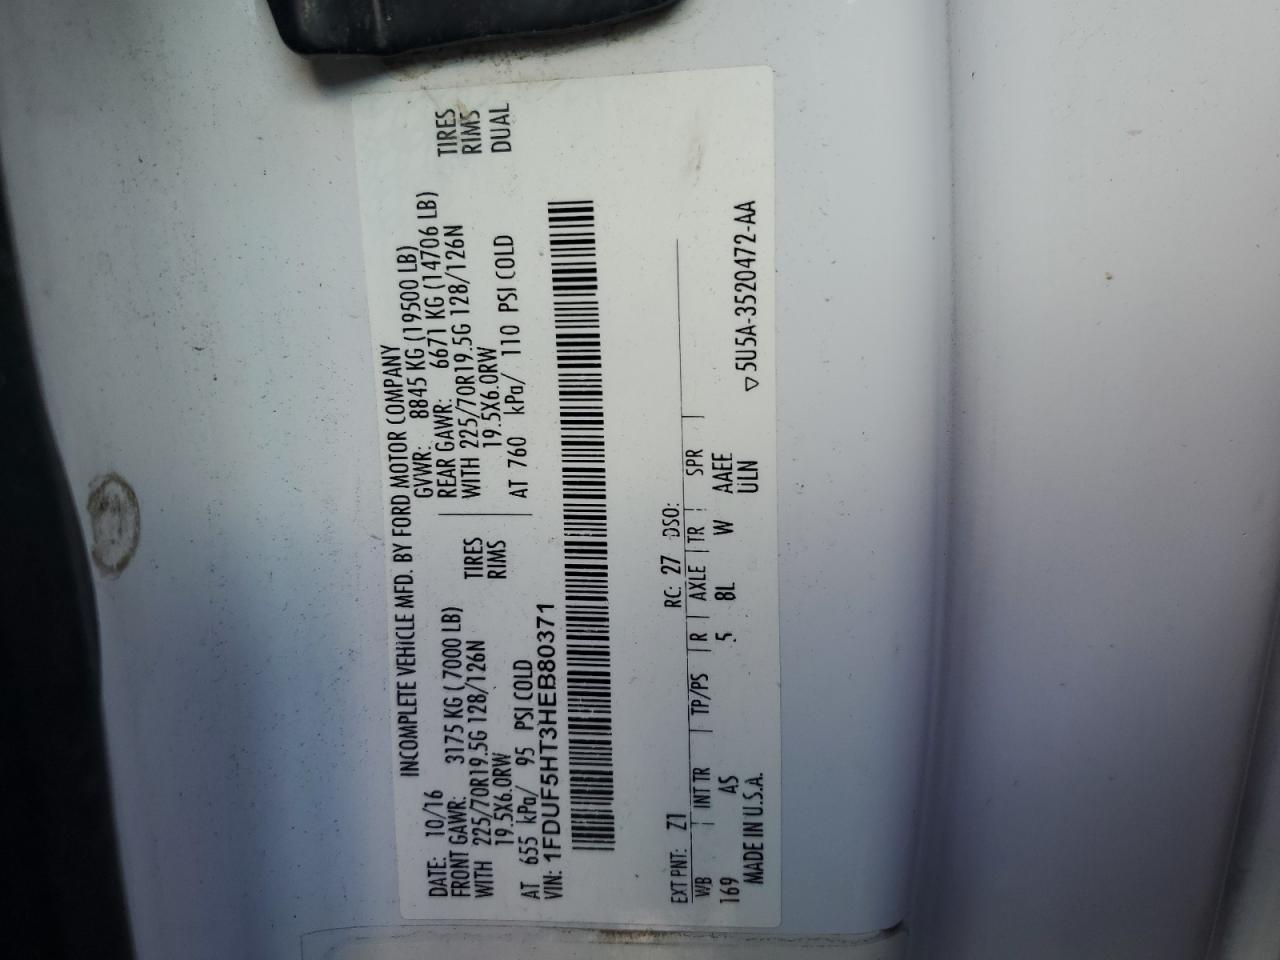 INCOMPLETE VEHICLE MFD. BY FORD MOTOR COMPANY
DATE: 10/16 GVWR: 8845 KG (19500 LB)
FRONT GAWR: 3175 KG (7000 LB) REAR GAWR: 6671 KG (14706 LB)
WITH 225/70R19.5G 128/126N TIRES WITH 225/70R19.5G 128/126N TIRES
19.5X6.0RW RIMS 19.5X6.0RW RIMS
AT 655 kPa/ 95 PSI COLD AT 760 kPa/ 110 PSI COLD DUAL
VIN: 1FDUF5HT3HEB80371
EXT PNT: Z1 RC: 27 DSO:
WB INT TR TP/PS R AXLE TR SPR
169 AS 5 8L W AAEE
MADE IN U.S.A. ULN ▽5U5A-3520472-AA